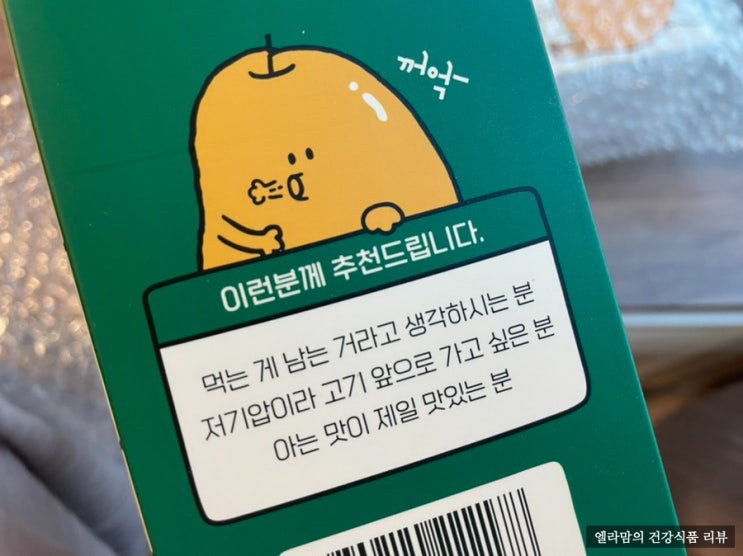 꺼억-
이런분께 추천드립니다.
먹는 게 남는 거라고 생각하시는 분
저기압이라 고기 앞으로 가고 싶은 분
아는 맛이 제일 맛있는 분
엘라맘의 건강식품 리뷰